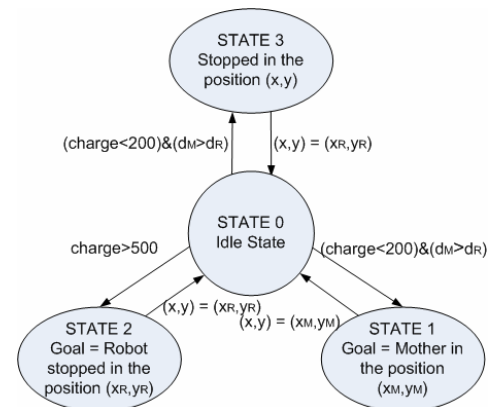 STATE 3
Stopped in the
position (x,y)
(charge<200)&(dM>dR)
(x,y) = (xR,yR)
STATE 0
Idle State
charge>500
(charge<200)&(dM>dR)
(x,y) = (xR,yR)
(x,y) = (xM,yM)
STATE 2
Goal = Robot
stopped in the
position (xR,yR)
STATE 1
Goal = Mother in
the position
(xM,yM)